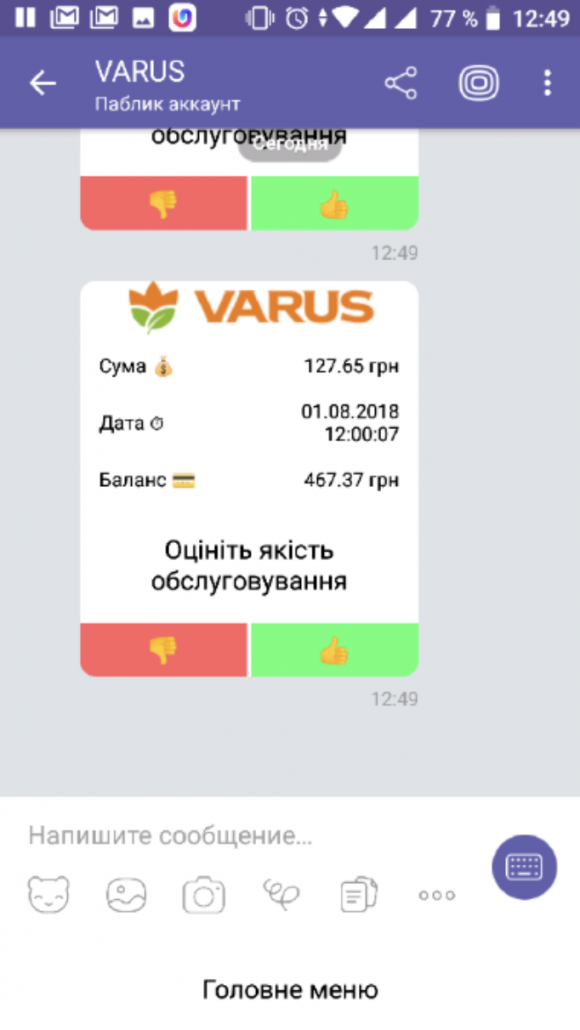 77 % 12:49
VARUS
Паблик аккаунт
обслуговування
Сегодня
12:49
VARUS
Сума 127.65 грн
Дата 01.08.2018
12:00:07
Баланс 467.37 грн
Оцініть якість
обслуговування
12:49
Напишите сообщение...
Головне меню